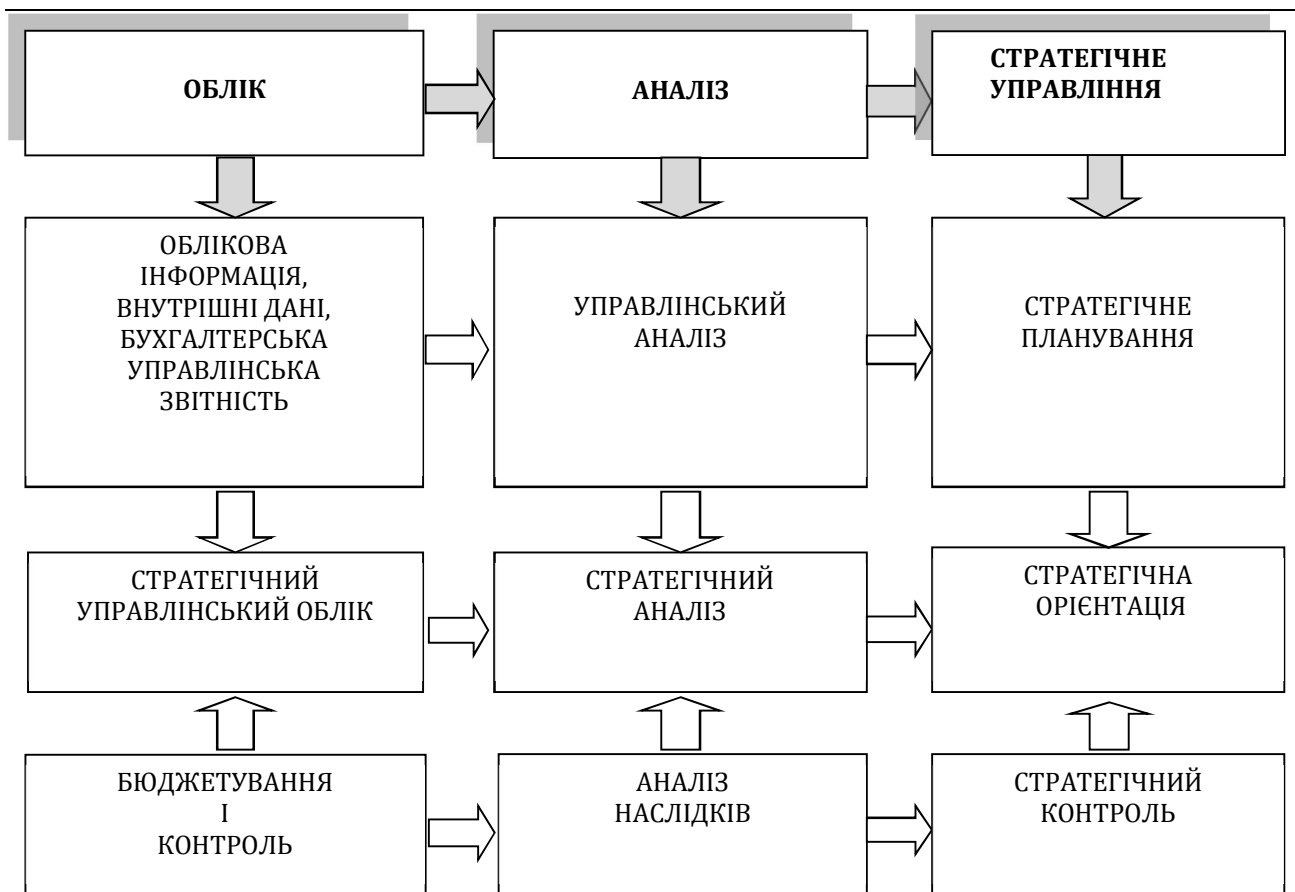 ОБЛІК
АНАЛІЗ
СТРАТЕГІЧНЕ
УПРАВЛІННЯ
ОБЛІКОВА
ІНФОРМАЦІЯ,
ВНУТРІШНІ ДАНІ,
БУХГАЛТЕРСЬКА
УПРАВЛІНСЬКА
ЗВІТНІСТЬ
УПРАВЛІНСЬКИЙ
АНАЛІЗ
СТРАТЕГІЧНЕ
ПЛАНУВАННЯ
СТРАТЕГІЧНИЙ
УПРАВЛІНСЬКИЙ ОБЛІК
СТРАТЕГІЧНИЙ
АНАЛІЗ
СТРАТЕГІЧНА
ОРІЄНТАЦІЯ
БЮДЖЕТУВАННЯ
І
КОНТРОЛЬ
АНАЛІЗ
НАСЛІДКІВ
СТРАТЕГІЧНИЙ
КОНТРОЛЬ